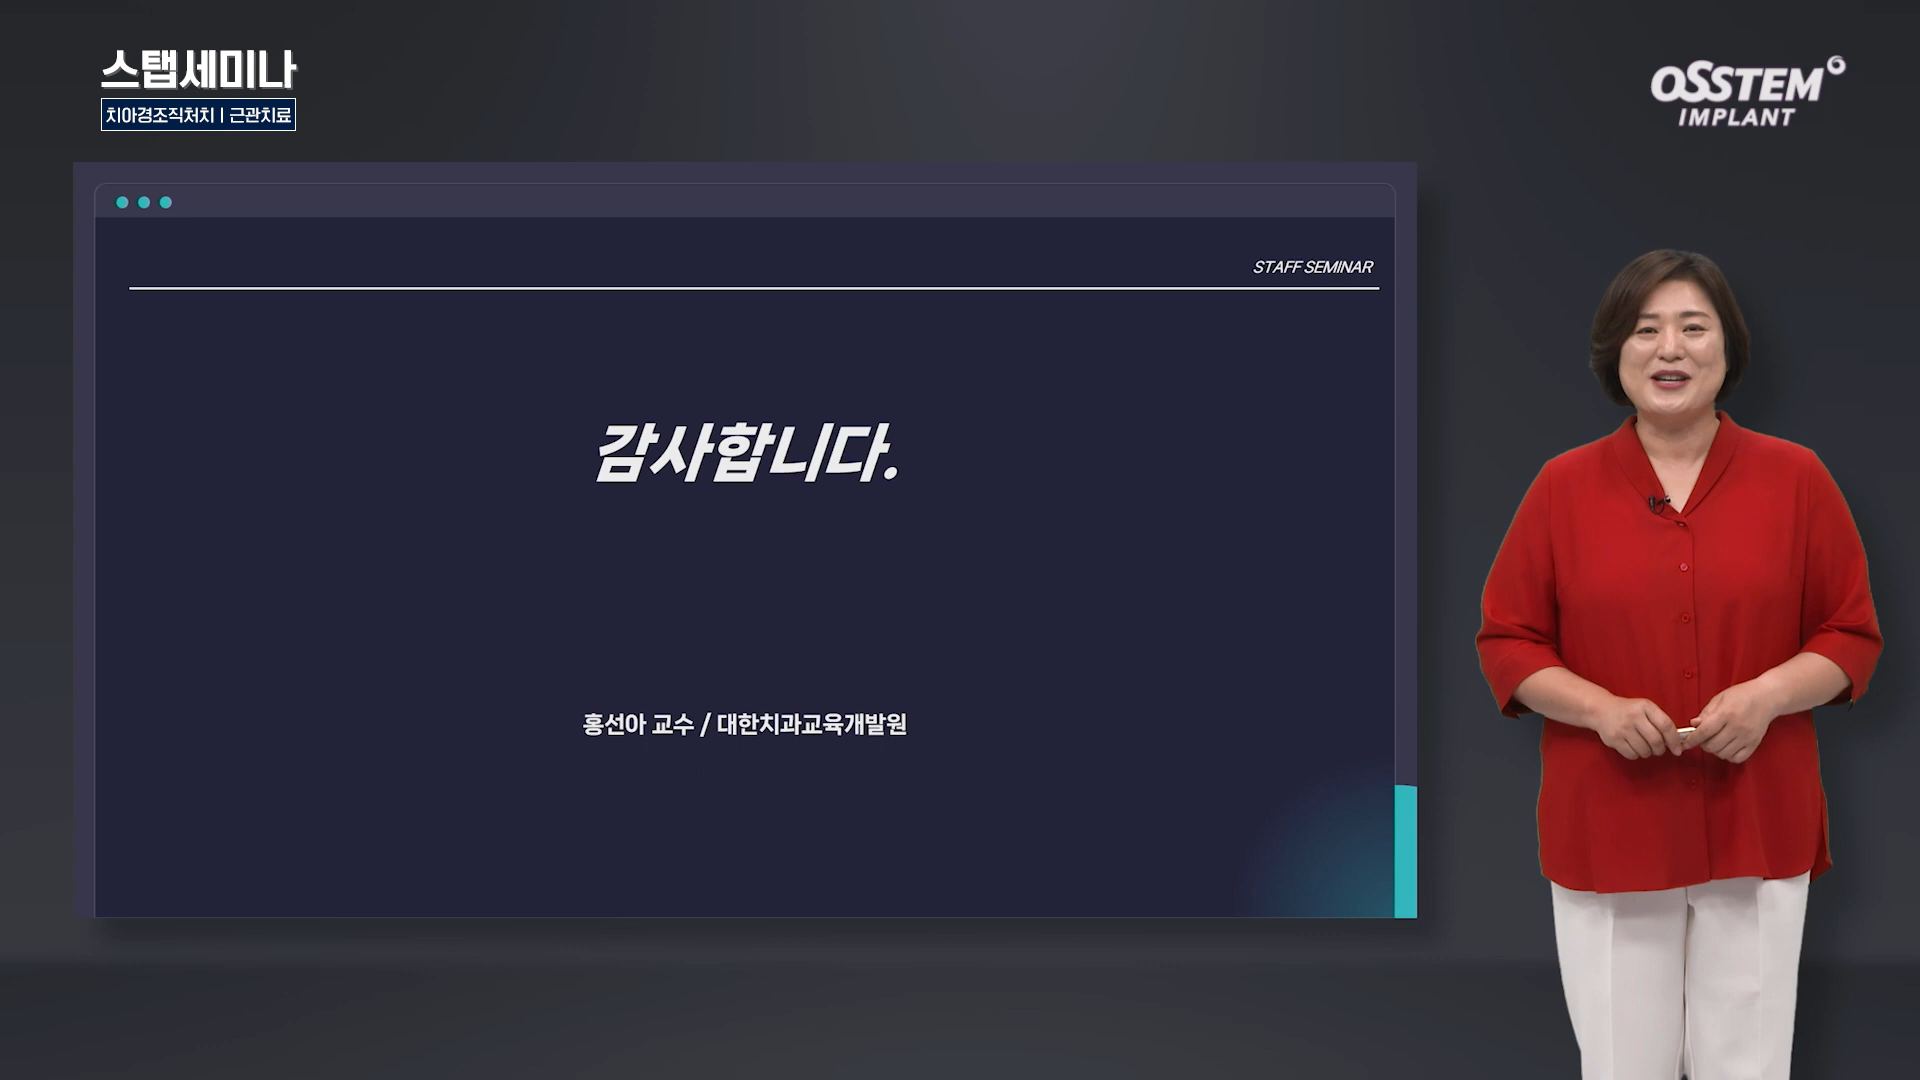 스탭세미나
치아경조직처치 | 근관치료
OSSTEM
IMPLANT
STAFF SEMINAR
감사합니다.
홍선아 교수 / 대한치과교육개발원